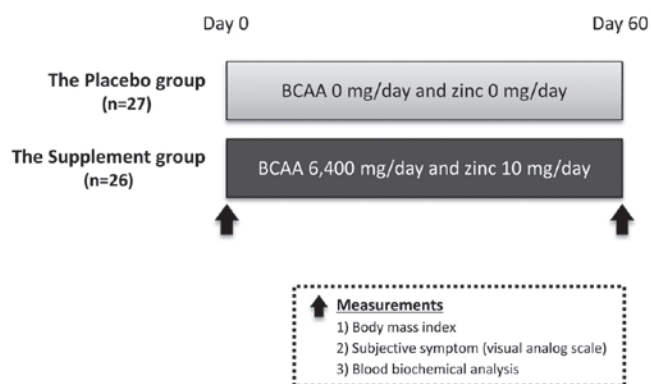 Day 0 Day 60
The Placebo group
(n=27)
BCAA 0 mg/day and zinc 0 mg/day
The Supplement group
(n=26)
BCAA 6,400 mg/day and zinc 10 mg/day
Measurements
1) Body mass index
2) Subjective symptom (visual analog scale)
3) Blood biochemical analysis